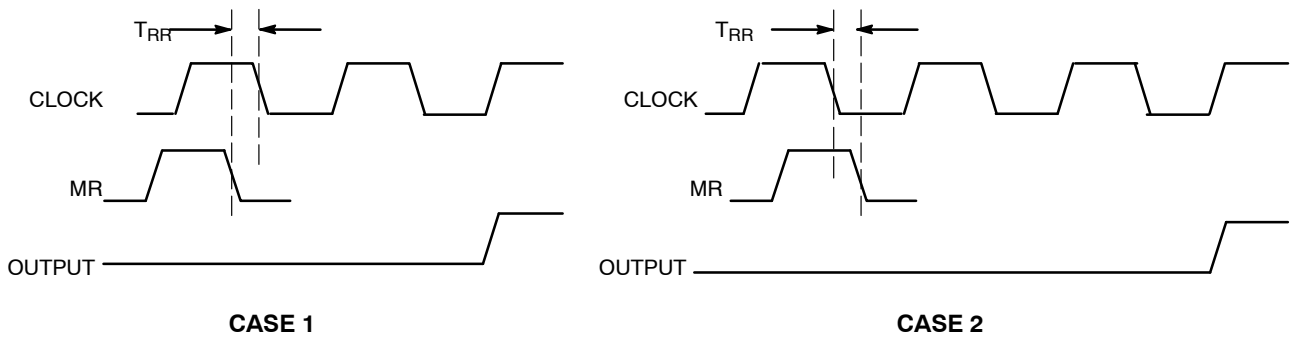 TRR
CLOCK
MR
OUTPUT
CASE 1
TRR
CLOCK
MR
OUTPUT
CASE 2